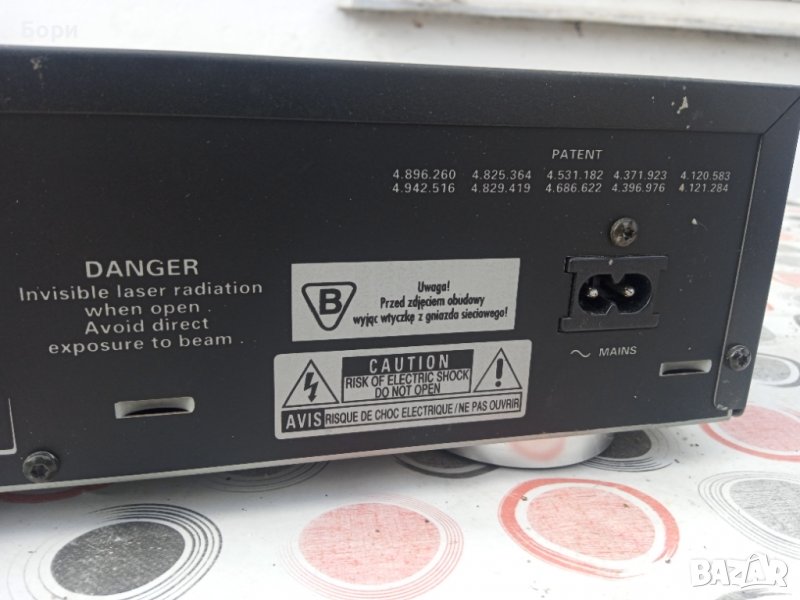 Бори
PATENT
4.896.260 4.825.364 4.531.182 4.371.923 4.120.583
4.942.516 4.829.419 4.686.622 4.396.976 4.121.284
DANGER
Invisible laser radiation
when open.
Avoid direct
exposure to beam.
B
Uwaga!
Przed zdjęciem obudowy
wyjąc wtyczkę z gniazda sieciowego!
~ MAINS
CAUTION
RISK OF ELECTRIC SHOCK
DO NOT OPEN
AVIS RISQUE DE CHOC ELECTRIQUE/NE PAS OUVRIR
BAZAR